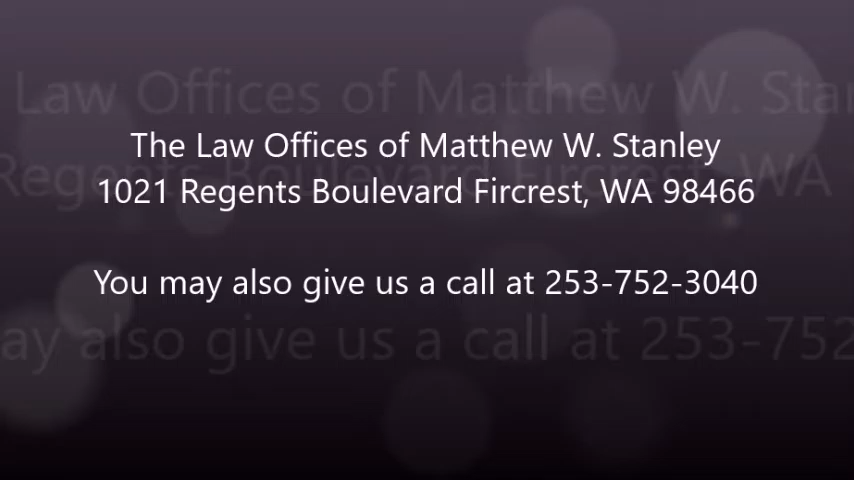 The Law Offices of Matthew W. Stanley
1021 Regents Boulevard Fircrest, WA 98466
You may also give us a call at 253-752-3040